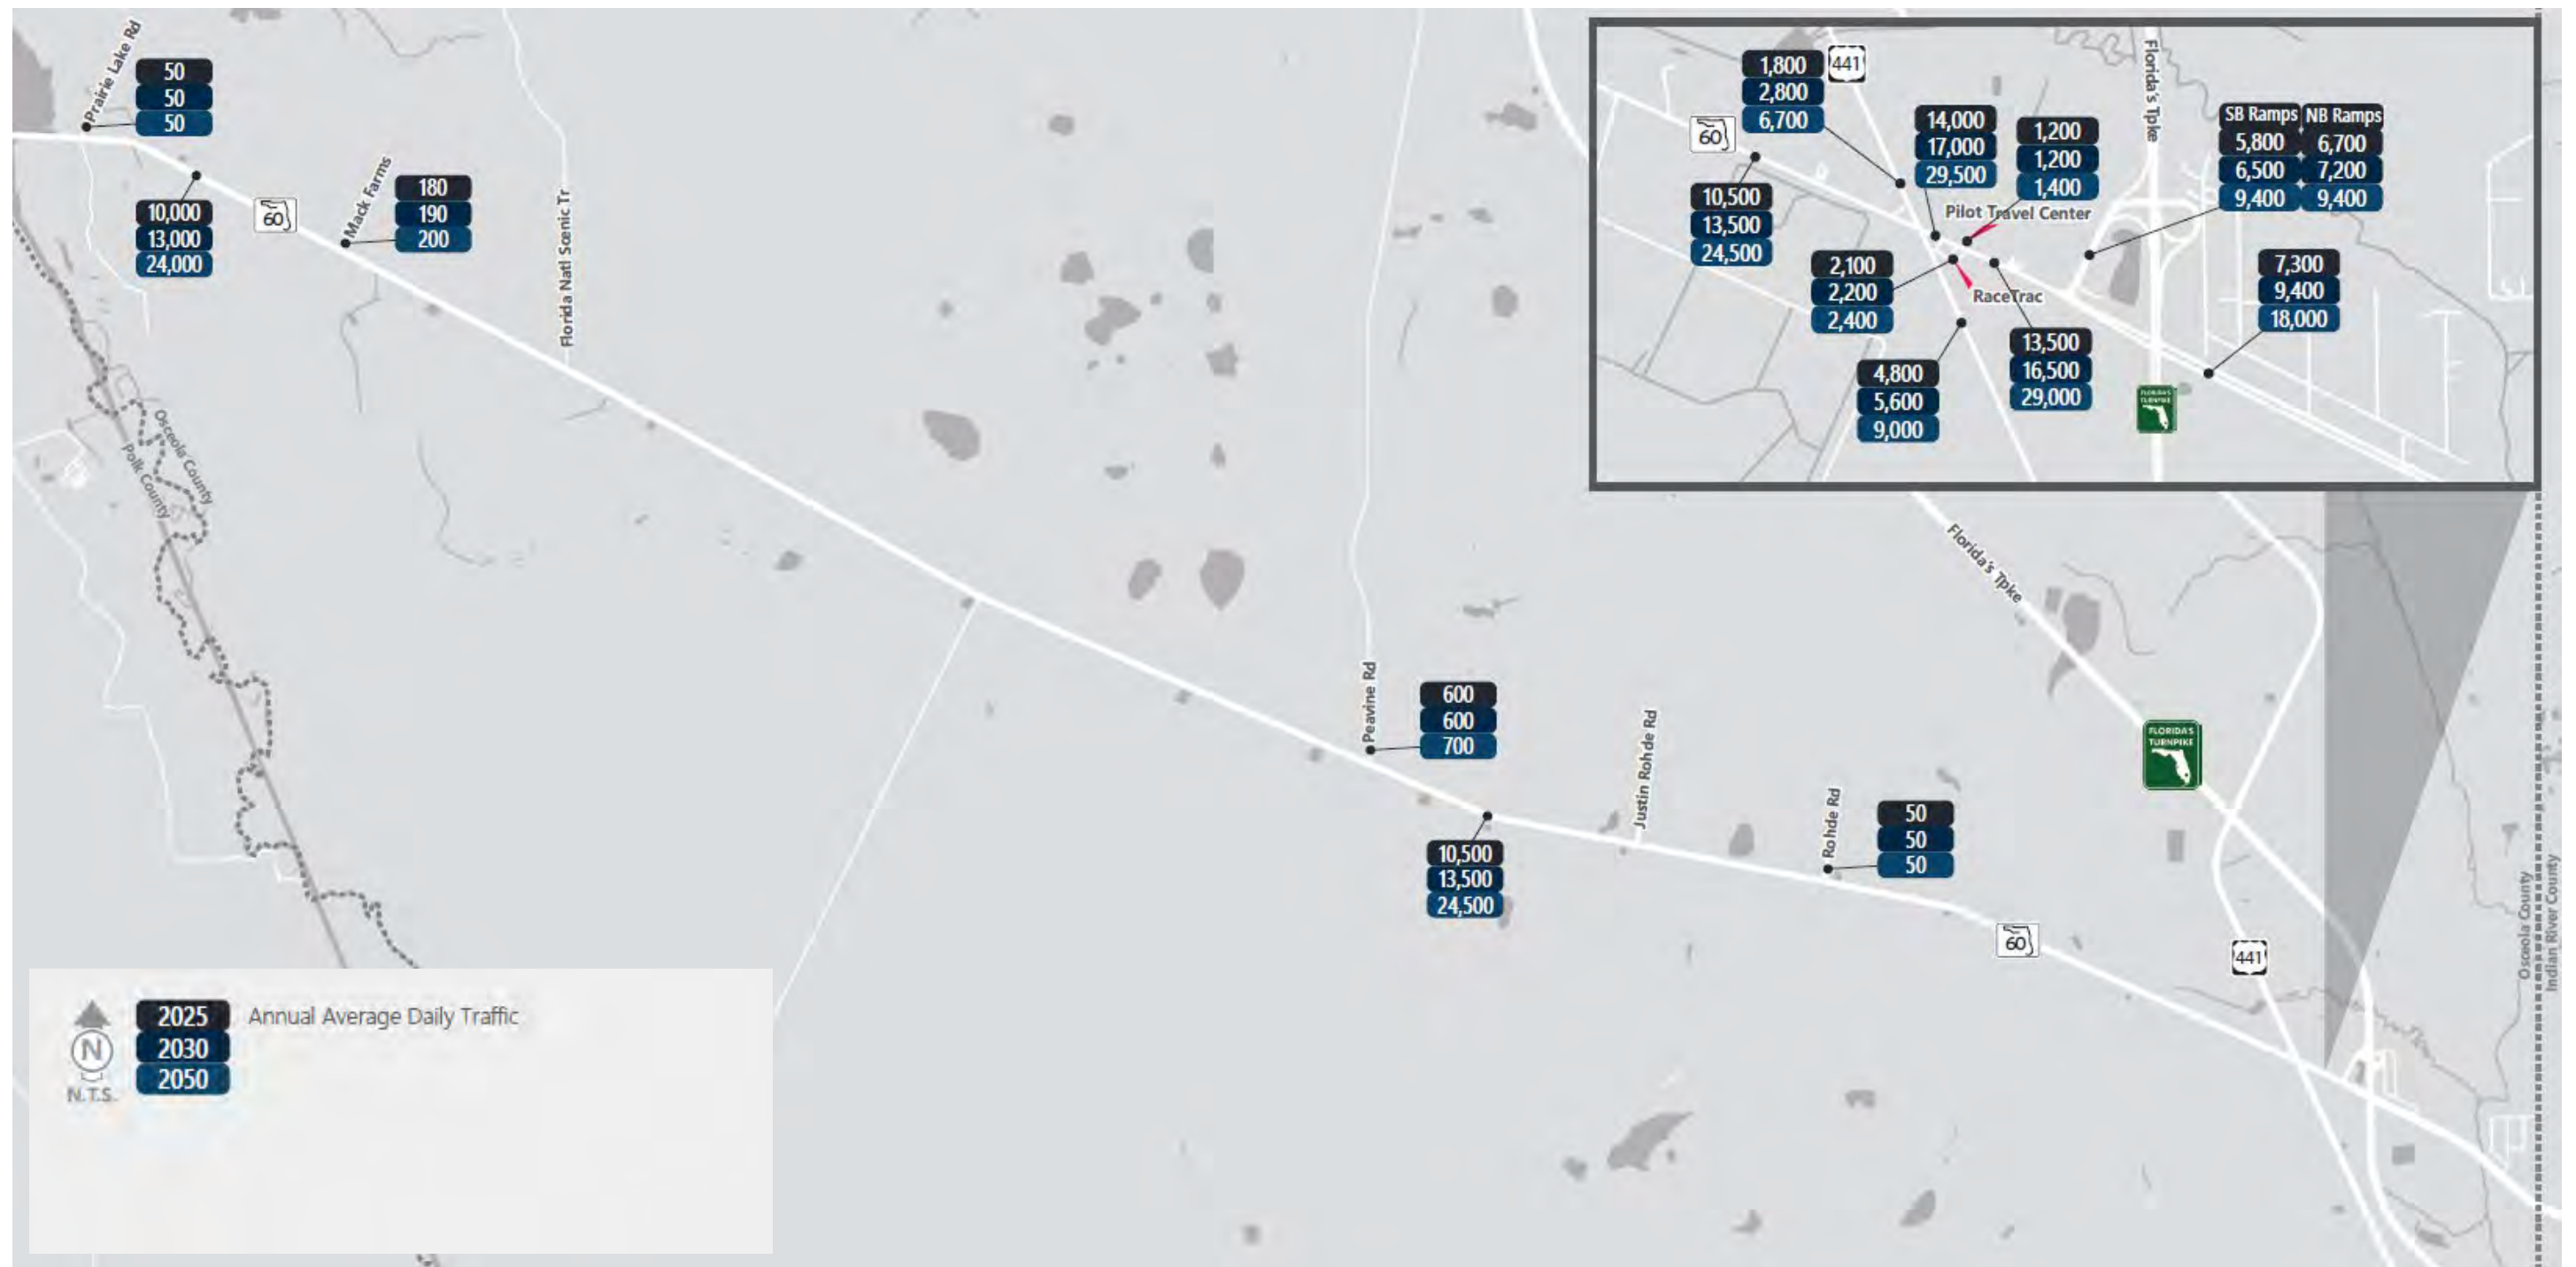 Prairie Lake Rd
50
50
50
10,000
13,000
24,000
60
Mack Farns
180
190
200
Florida Natl Scenic Tr
Osceola County
Polk County
Peavine Rd
600
600
700
10,500
13,500
24,500
Justin Rohde Rd
Rohde Rd
50
50
50
60
Florida's Tpke
FLORIDA'S
TURNPIKE
441
Osceola County
Indian River County
1,800
2,800
6,700
441
60
10,500
13,500
24,500
14,000
17,000
29,500
1,200
1,200
1,400
Pilot Travel Center
Florida's Tpke
SB Ramps NB Ramps
5,800 6,700
6,500 7,200
9,400 9,400
2,100
2,200
2,400
RaceTrac
7,300
9,400
18,000
4,800
5,600
9,000
13,500
16,500
29,000
FLORIDA'S
TURNPIKE
N
N.T.S.
2025 Annual Average Daily Traffic
2030
2050